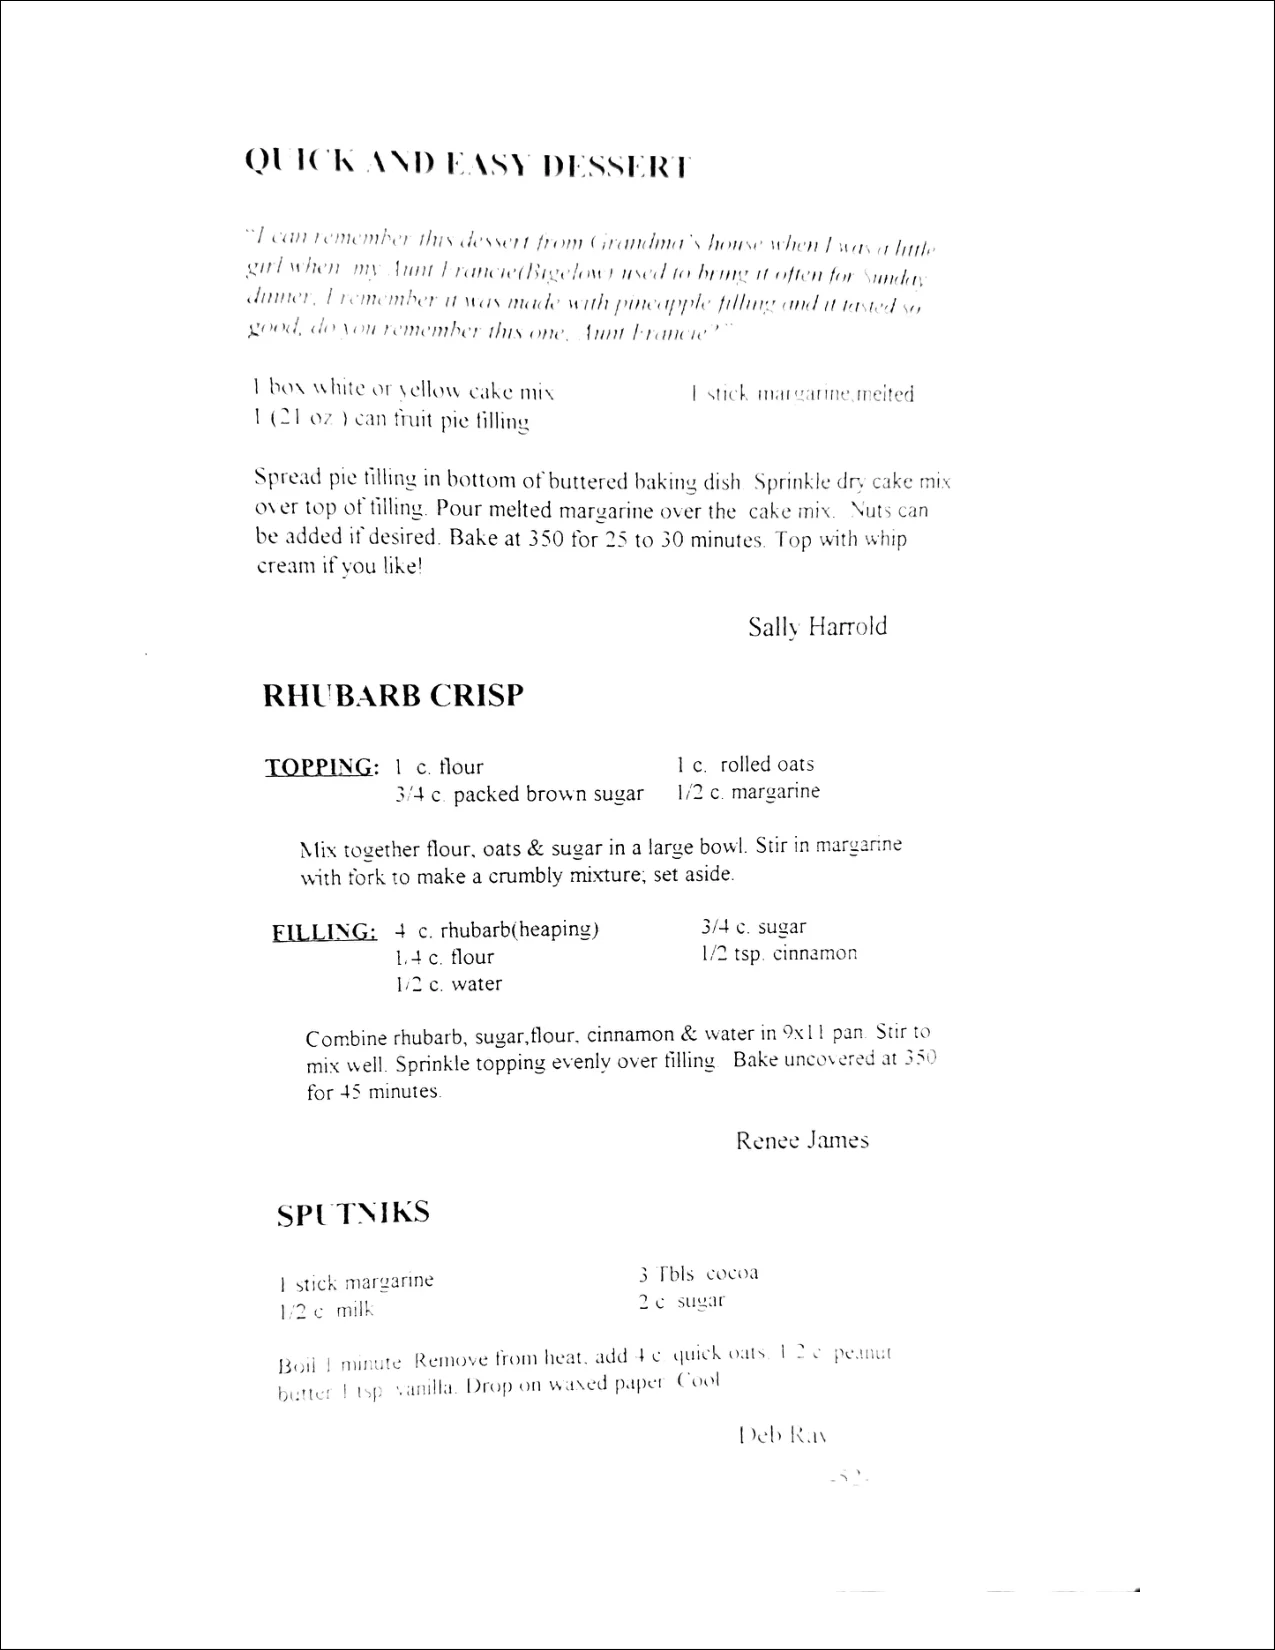 QUICK AND EASY DESSERT
"I can remember this dessert from Grandma's house when I was a little
girl when my Aunt Francie(Bigelow) used to bring it often for Sunday
dinner. I remember it was made with pineapple filling and it tasted so
good, do you remember this one, Aunt Francie?"
1 box white or yellow cake mix 1 stick margarine,melted
1 (21 oz.) can fruit pie filling
Spread pie filling in bottom of buttered baking dish. Sprinkle dry cake mix
over top of filling. Pour melted margarine over the cake mix. Nuts can
be added if desired. Bake at 350 for 25 to 30 minutes. Top with whip
cream if you like!
Sally Harrold
RHUBARB CRISP
TOPPING: 1 c. flour 1 c. rolled oats
3/4 c. packed brown sugar 1/2 c. margarine
Mix together flour, oats & sugar in a large bowl. Stir in margarine
with fork to make a crumbly mixture; set aside.
FILLING: 4 c. rhubarb(heaping) 3/4 c. sugar
1/4 c. flour 1/2 tsp. cinnamon
1/2 c. water
Combine rhubarb, sugar,flour, cinnamon & water in 9x11 pan. Stir to
mix well. Sprinkle topping evenly over filling. Bake uncovered at 350
for 45 minutes.
Renee James
SPUTNIKS
1 stick margarine 3 Tbls. cocoa
1/2 c. milk 2 c. sugar
Boil 1 minute. Remove from heat, add 4 c. quick oats, 1/2 c. peanut
butter 1 tsp. vanilla. Drop on waxed paper. Cool
Deb Ray
-52-